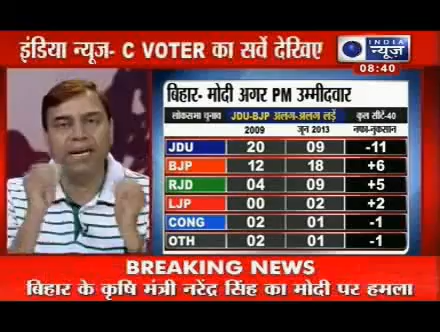 इंडिया न्यूज- C VOTER का सर्वे देखिए
INDIA
न्यूज़
08:40
बिहार- मोदी अगर PM उम्मीदवार
लोकसभा चुनाव JDU-BJP अलग-अलग लड़ें कुल सीटें-40
2009 जुन 2013 नफा-नुकसान
JDU 20 09 -11
BJP 12 18 +6
RJD 04 09 +5
LJP 00 02 +2
CONG 02 01 -1
OTH 02 01 -1
BREAKING NEWS
बिहार के कृषि मंत्री नरेंद्र सिंह का मोदी पर हमला